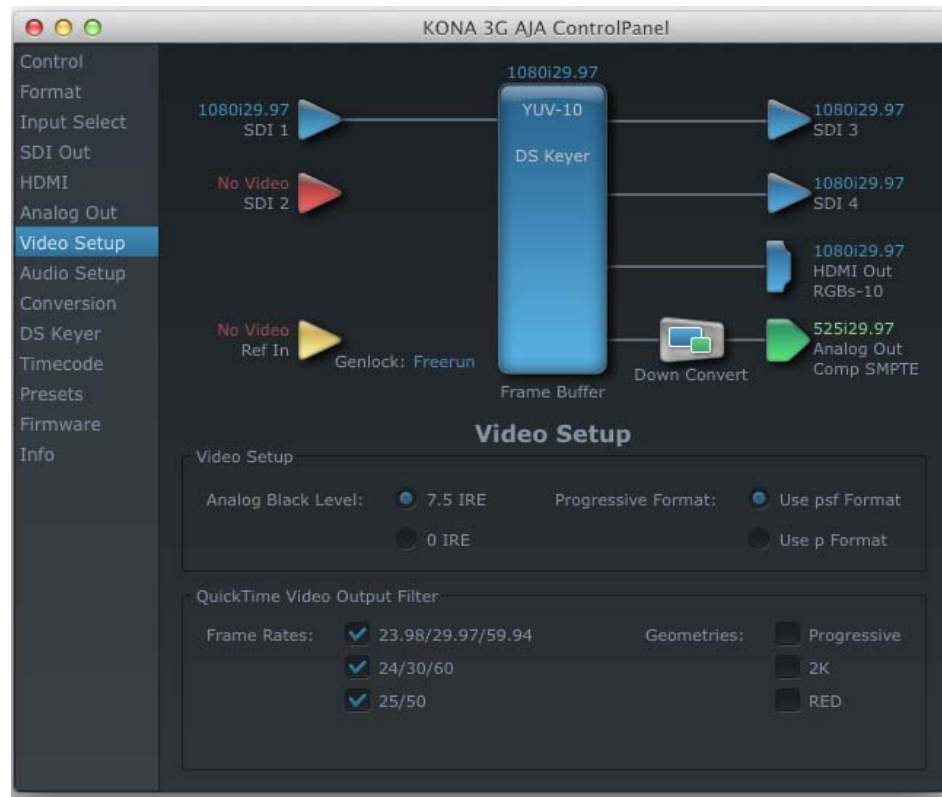 KONA 3G AJA ControlPanel
Control
Format
Input Select
SDI Out
HDMI
Analog Out
Video Setup
Audio Setup
Conversion
DS Keyer
Timecode
Presets
Firmware
Info
1080i29.97
YUV-10
DS Keyer
Frame Buffer
1080i29.97
SDI 1
No Video
SDI 2
No Video
Ref In
Genlock: Freerun
1080i29.97
SDI 3
1080i29.97
SDI 4
1080i29.97
HDMI Out
RGBs-10
Down Convert
525i29.97
Analog Out
Comp SMPTE
Video Setup
Video Setup
Analog Black Level: 7.5 IRE Progressive Format: Use psf Format
0 IRE Use p Format
QuickTime Video Output Filter
Frame Rates: 23.98/29.97/59.94 Geometries: Progressive
24/30/60 2K
25/50 RED